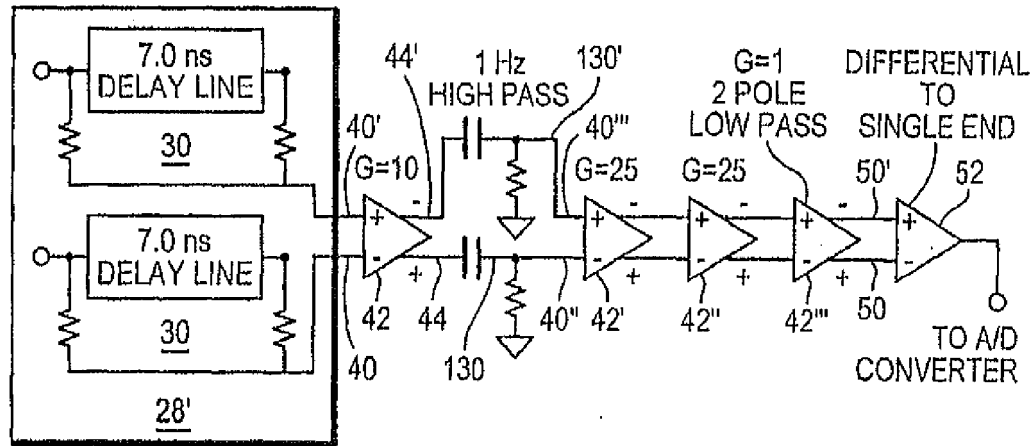 7.0 ns
DELAY LINE
30
7.0 ns
DELAY LINE
30
28'
40'
G=10
44'
+
-
-
+
42
40
44
1 Hz
HIGH PASS
130'
130
40'''
G=25
+
-
-
+
40''
42'
G=25
+
-
-
+
42''
G=1
2 POLE
LOW PASS
+
-
-
+
42'''
50'
50
DIFFERENTIAL
TO
SINGLE END
52
+
-
TO A/D
CONVERTER